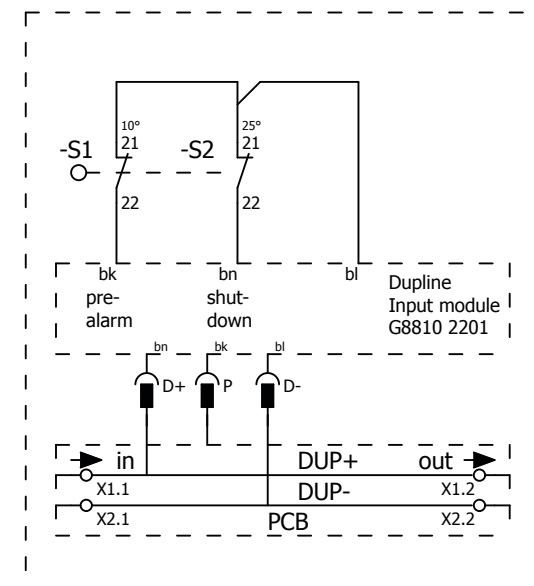 10° 25°
-S1 21 -S2 21
22 22
bk bn bl
pre-
alarm
shut-
down
Dupline
Input module
G8810 2201
bn bk bl
D+ P D-
in DUP+ out
X1.1 X1.2
DUP-
X2.1 PCB X2.2